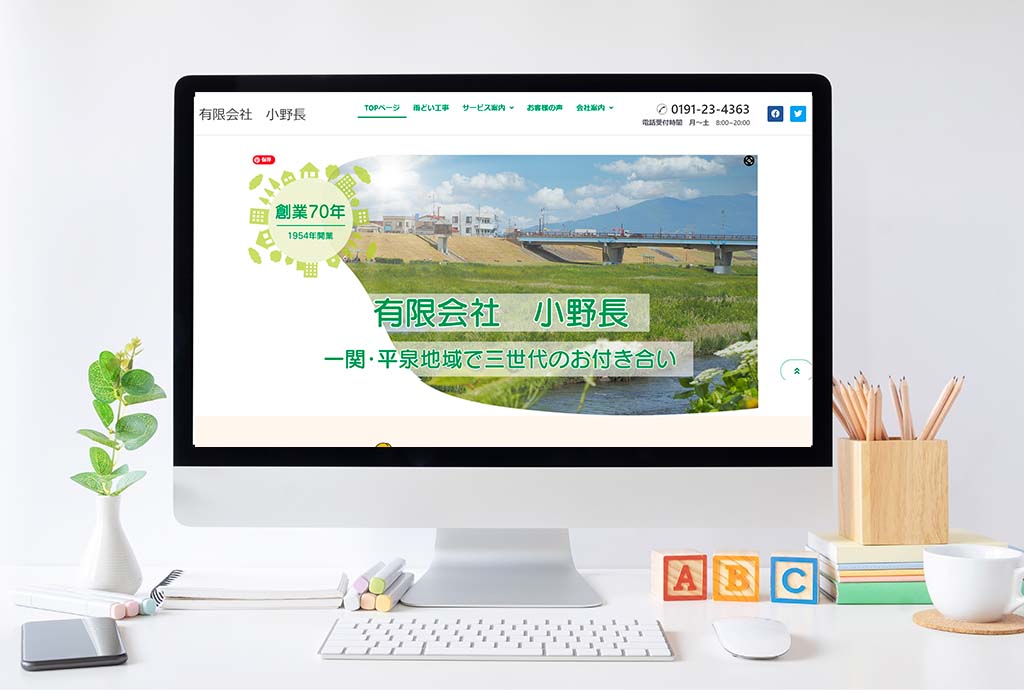 有限会社 小野長
TOPページ 雨どい工事 サービス案内 お客様の声 会社案内
0191-23-4363
電話受付時間 月〜土 8:00~20:00
保存
創業70年
1954年開業
有限会社 小野長
一関・平泉地域で三世代のお付き合い
A B C